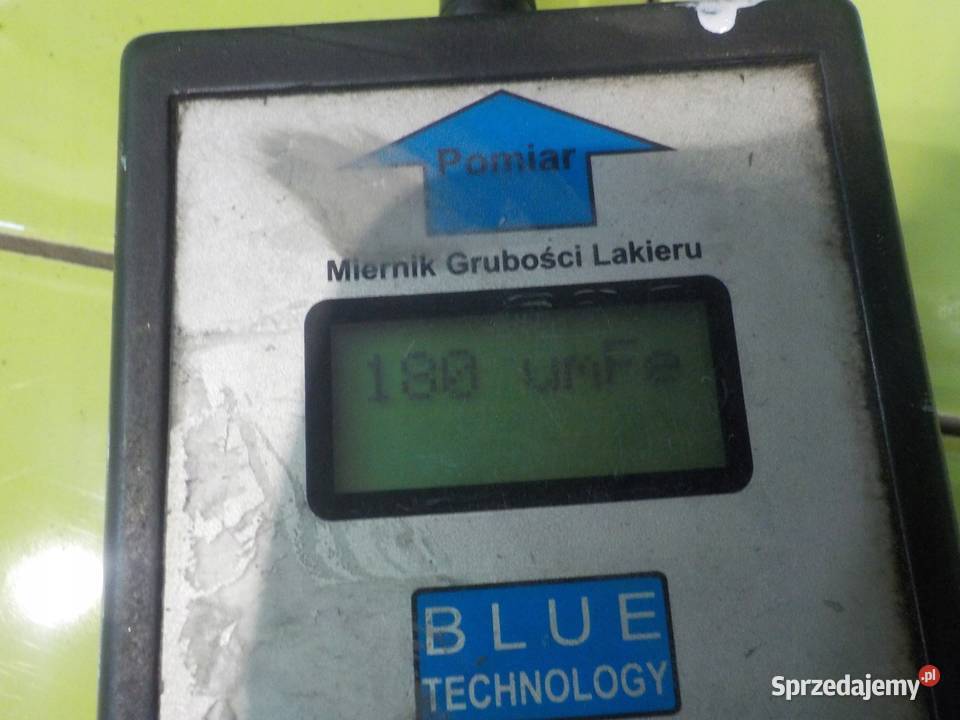 Pomiar
Miernik Grubości Lakieru
180 umFe
BLUE
TECHNOLOGY
Sprzedajemy.pl